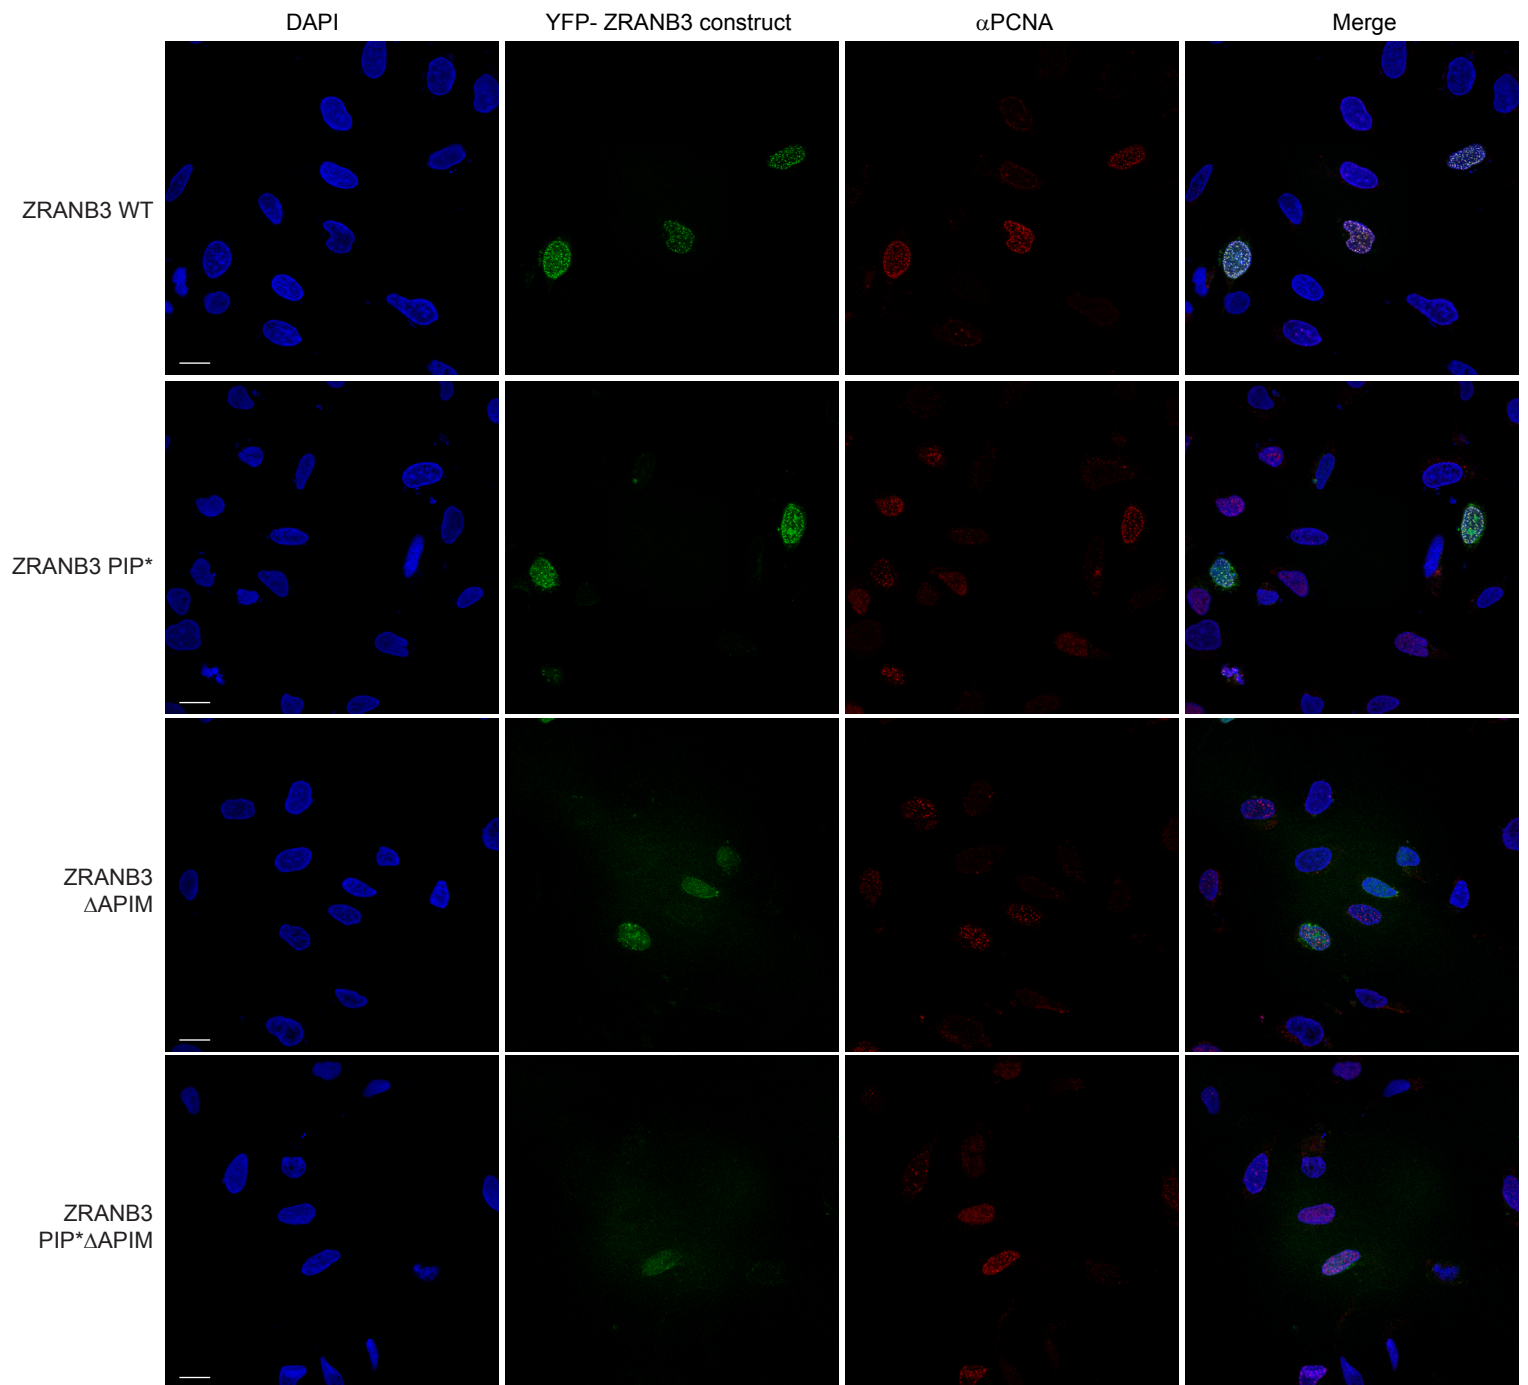 DAPI
YFP- ZRANB3 construct
αPCNA
Merge
ZRANB3 WT
ZRANB3 PIP*
ZRANB3
ΔAPIM
ZRANB3
PIP*ΔAPIM